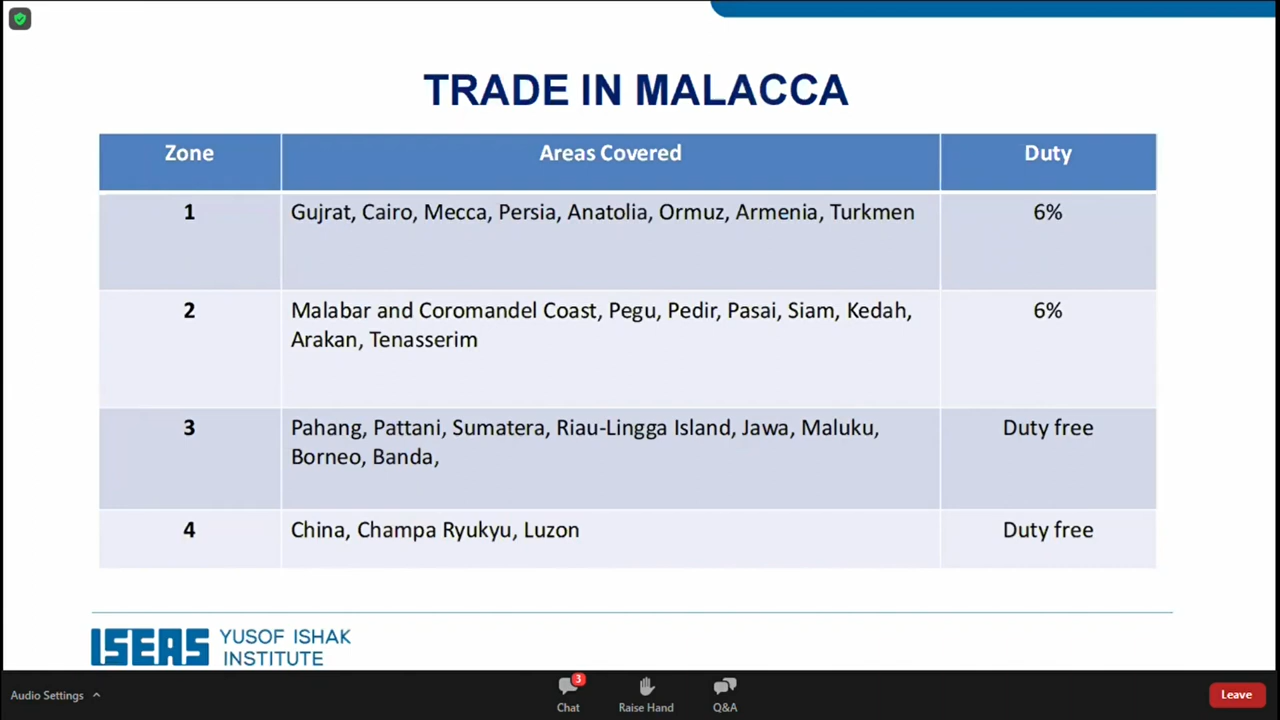 TRADE IN MALACCA
Zone Areas Covered Duty
1 Gujrat, Cairo, Mecca, Persia, Anatolia, Ormuz, Armenia, Turkmen 6%
2 Malabar and Coromandel Coast, Pegu, Pedir, Pasai, Siam, Kedah, 6%
Arakan, Tenasserim
3 Pahang, Pattani, Sumatera, Riau-Lingga Island, Jawa, Maluku, Duty free
Borneo, Banda,
4 China, Champa Ryukyu, Luzon Duty free
ISEAS YUSOF ISHAK
INSTITUTE
Audio Settings
3
Chat Raise Hand Q&A Leave